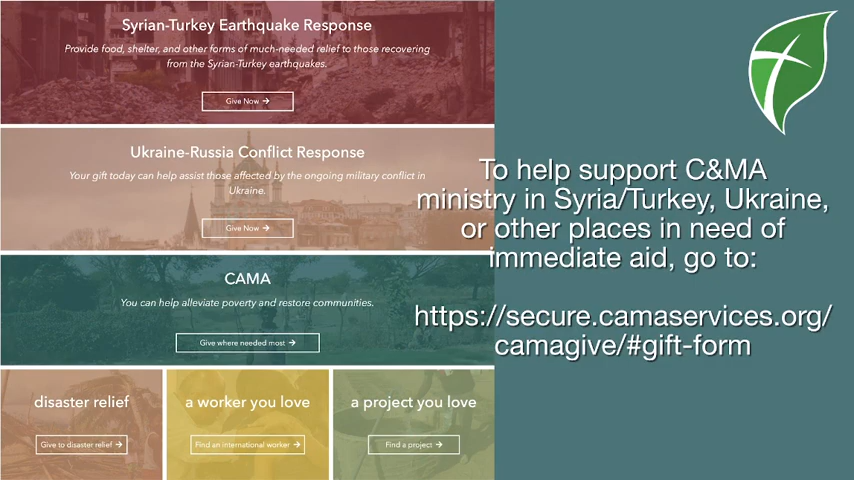 Syrian-Turkey Earthquake Response
Provide food, shelter, and other forms of much-needed relief to those recovering
from the Syrian-Turkey earthquakes.
Give Now →
Ukraine-Russia Conflict Response
Your gift today can help assist those affected by the ongoing military conflict in
Ukraine.
Give Now →
CAMA
You can help alleviate poverty and restore communities.
Give where needed most →
disaster relief
Give to disaster relief →
a worker you love
Find an international worker →
a project you love
Find a project →
To help support C&MA
ministry in Syria/Turkey, Ukraine,
or other places in need of
immediate aid, go to:
https://secure.camaservices.org/
camagive/#gift-form